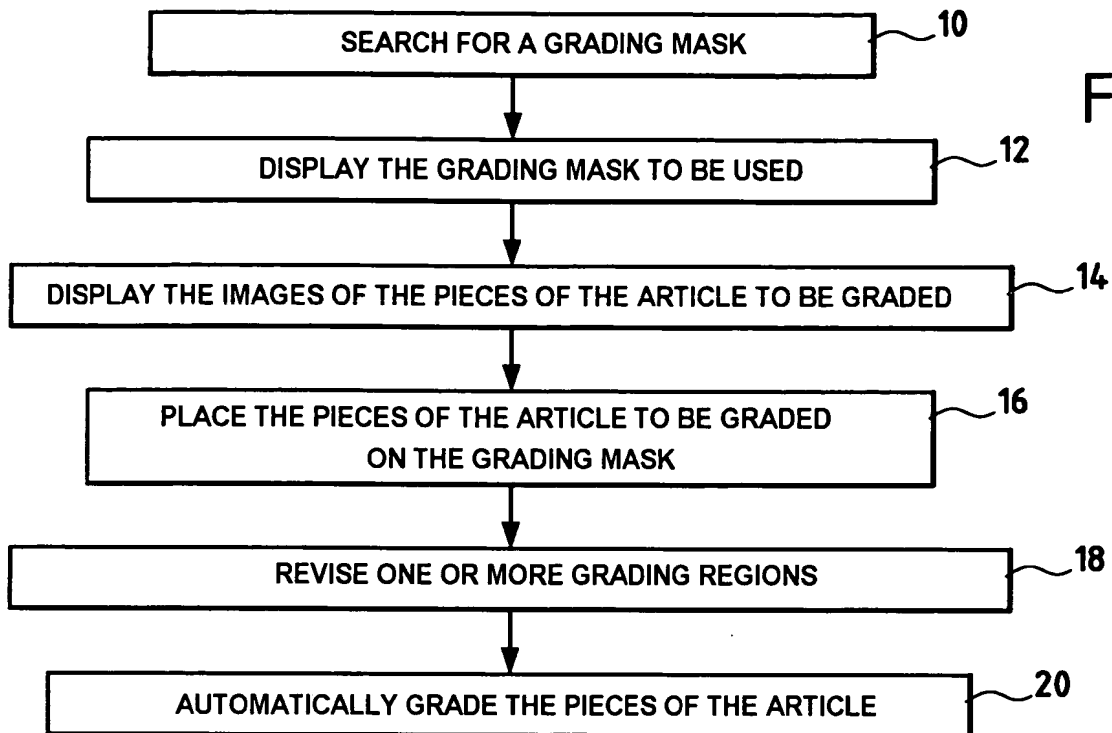 SEARCH FOR A GRADING MASK
10
F
DISPLAY THE GRADING MASK TO BE USED
12
DISPLAY THE IMAGES OF THE PIECES OF THE ARTICLE TO BE GRADED
14
PLACE THE PIECES OF THE ARTICLE TO BE GRADED
ON THE GRADING MASK
16
REVISE ONE OR MORE GRADING REGIONS
18
AUTOMATICALLY GRADE THE PIECES OF THE ARTICLE
20